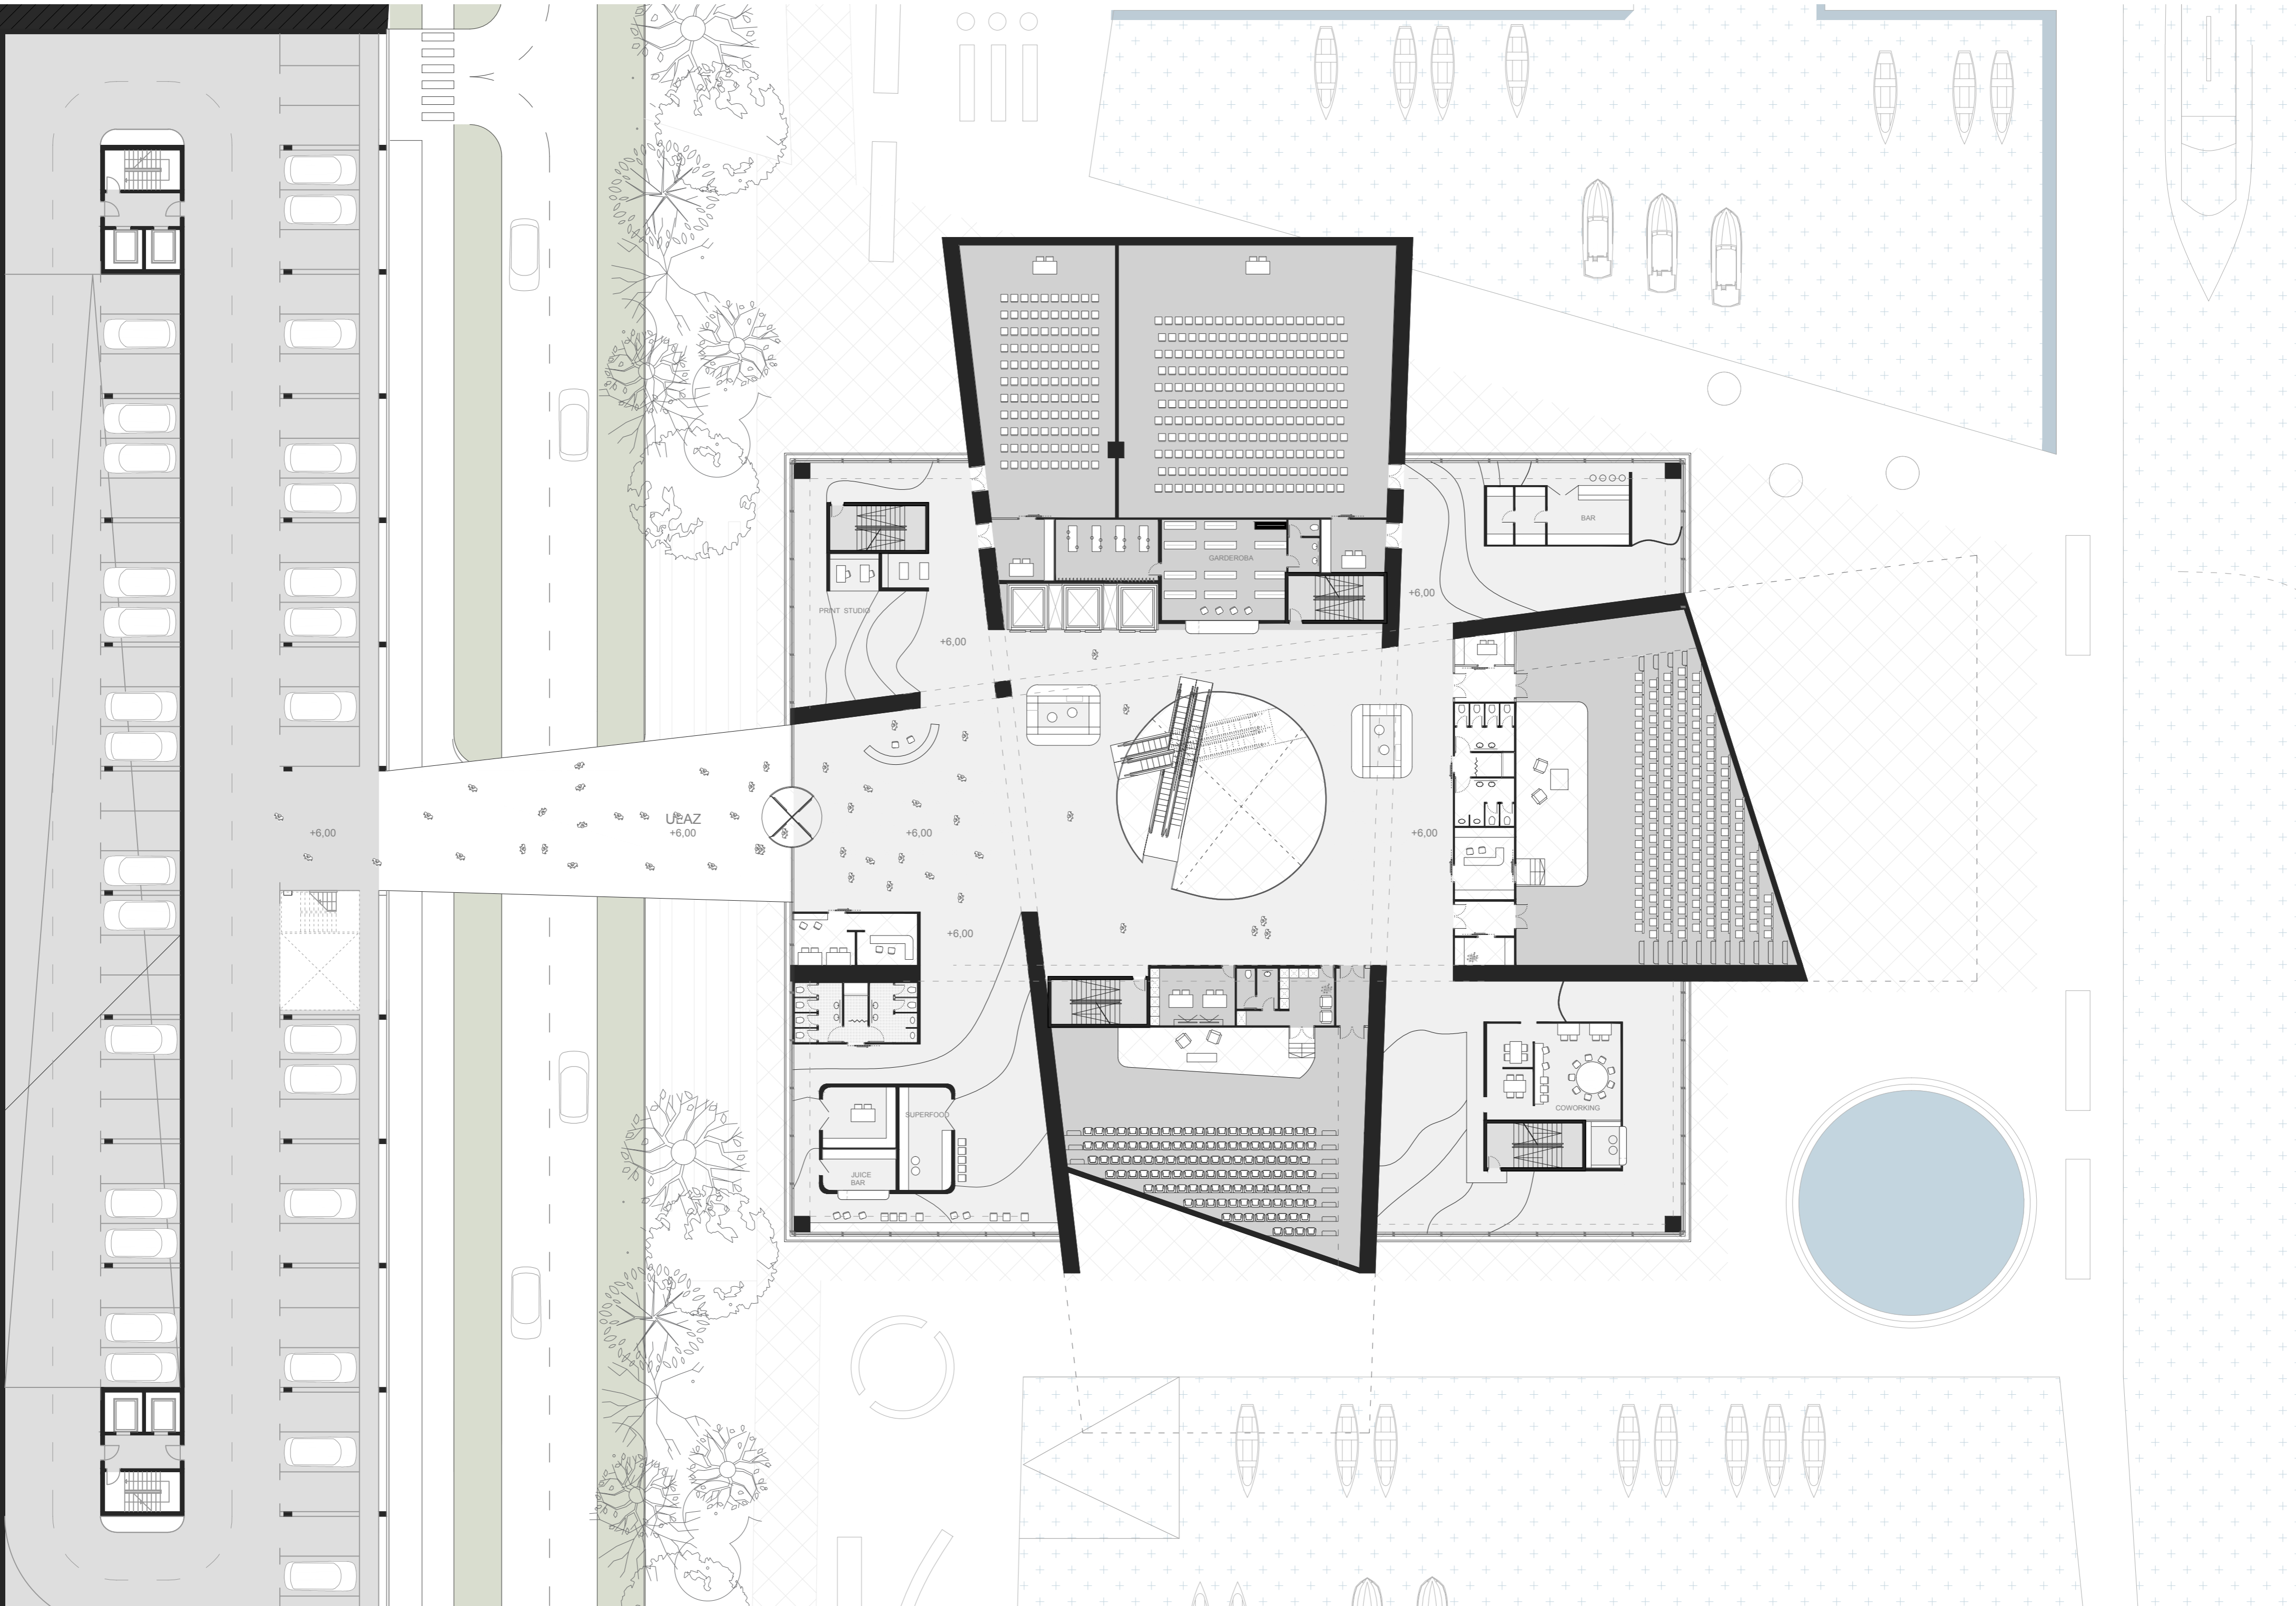 BAR
GARDEROBA
+6,00
PRINT STUDIO
+6,00
ULAZ
+6,00
+6,00
+6,00
+6,00
+6,00
SUPERFOOD
COWORKING
JUICE
BAR